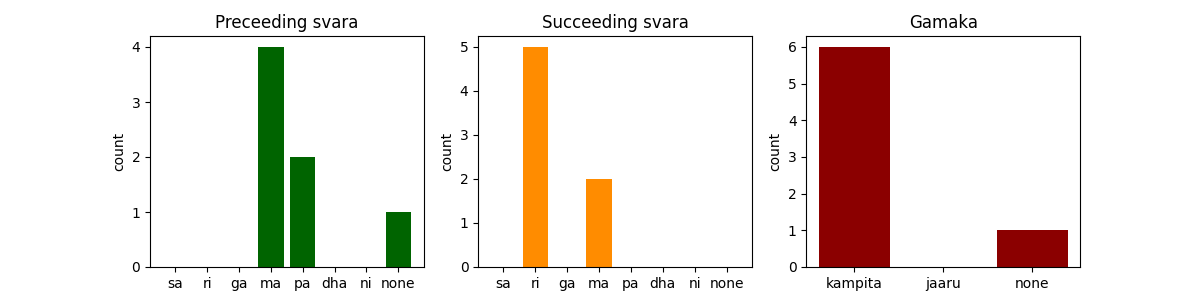 Preceeding svara
count
4
3
2
1
0
sa ri ga ma pa dha ni none
Succeeding svara
count
5
4
3
2
1
0
sa ri ga ma pa dha ni none
Gamaka
count
6
5
4
3
2
1
0
kampita jaaru none